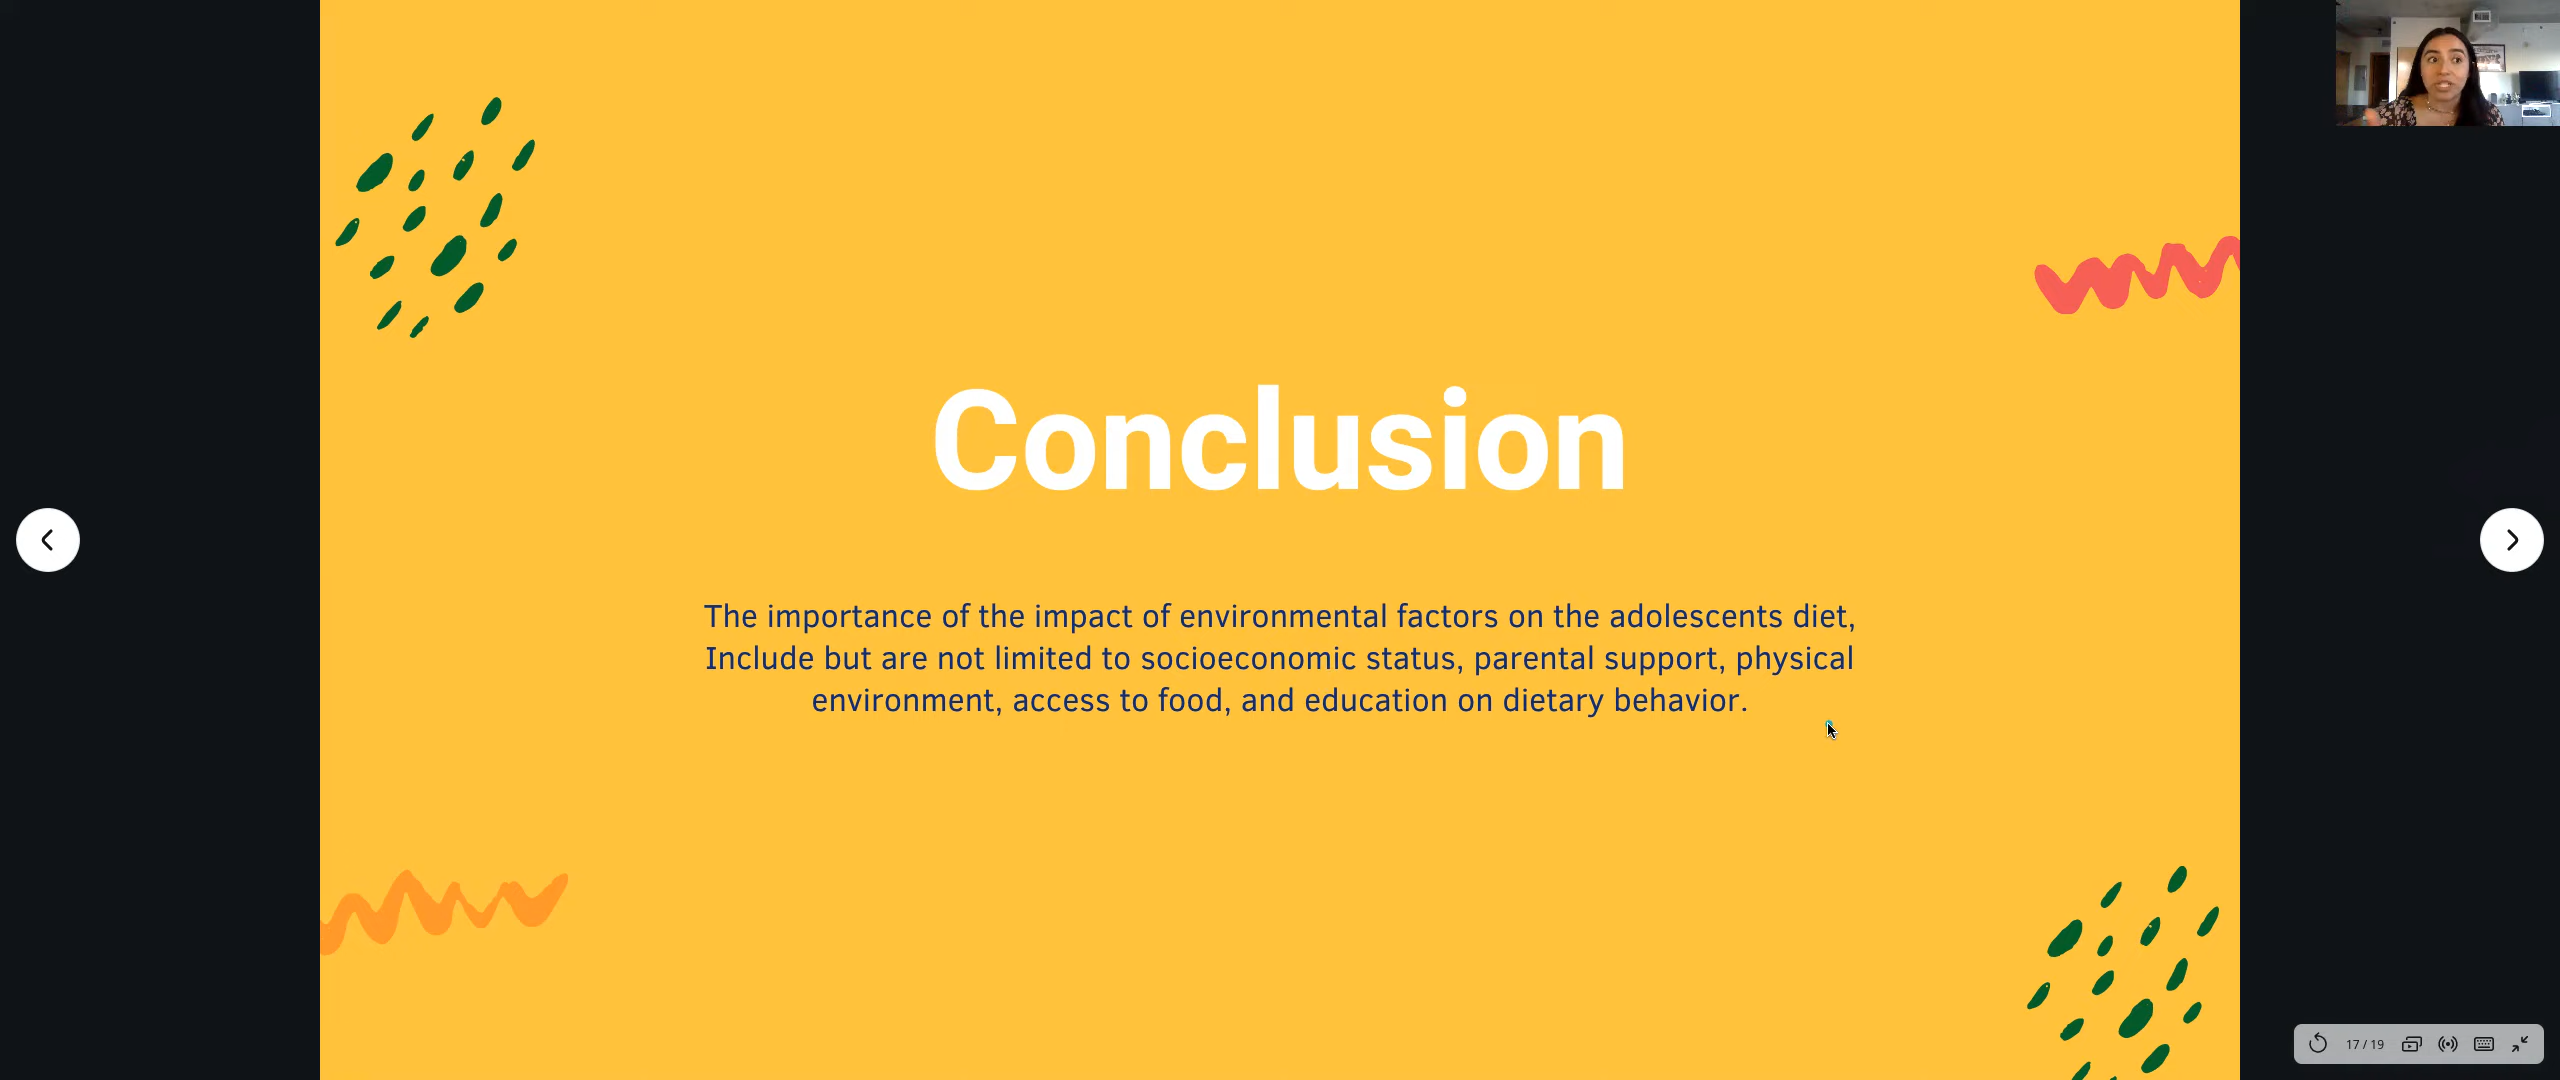 Conclusion
The importance of the impact of environmental factors on the adolescents diet,
Include but are not limited to socioeconomic status, parental support, physical
environment, access to food, and education on dietary behavior.
17 / 19